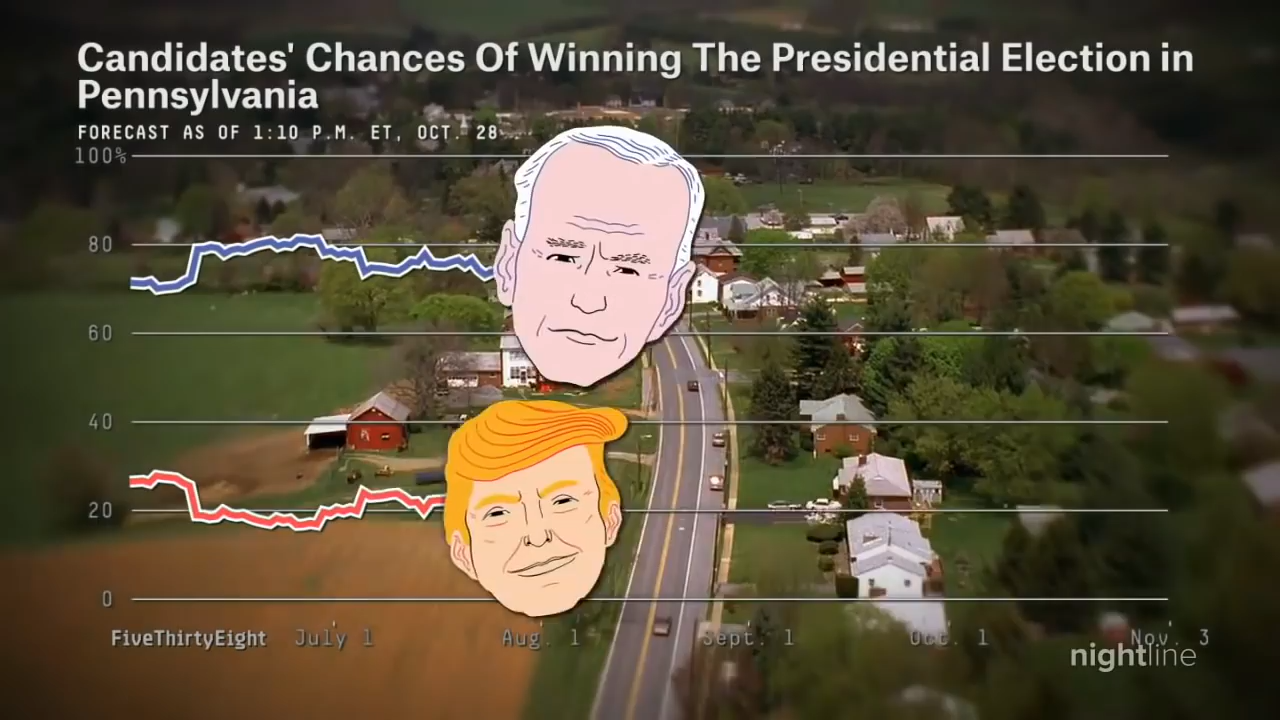 Candidates' Chances Of Winning The Presidential Election in
Pennsylvania
FORECAST AS OF 1:10 P.M. ET, OCT. 28
100%
80
60
40
20
0
FiveThirtyEight July 1 Aug. 1 Sept. 1 Oct. 1 Nov. 3
nightline